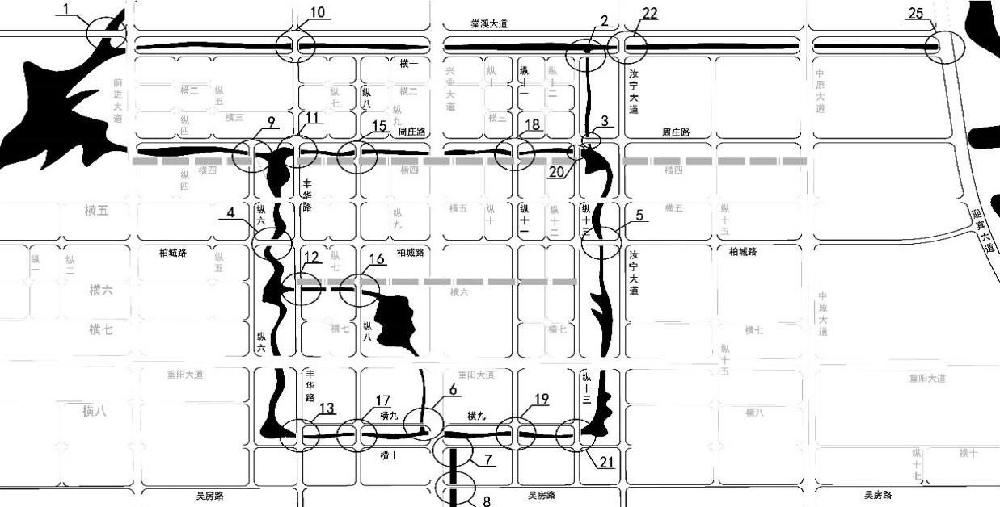 1
10
棠溪大道
2
22
25
前进大道
横一
横二
纵五
纵四
横三
纵七
纵八
横二
纵九
兴业大道
纵十
纵十一
纵十二
横三
汝宁大道
中原大道
9
11
15
周庄路
18
3
周庄路
20
横四
纵四
丰华路
横四
横四
横五
纵六
纵九
横五
纵十
纵十一
纵十二
纵十三
横五
纵十五
迎宾大道
4
5
柏城路
纵一
纵二
纵五
12
纵七
16
柏城路
汝宁大道
柏城路
横六
横六
中原大道
横七
纵六
横七
纵八
横七
横七
纵十五
重阳大道
丰华路
重阳大道
纵十三
重阳大道
横八
13
17
横九
6
横九
19
横八
横十
7
21
纵十七
横十
吴房路
8
吴房路
吴房路